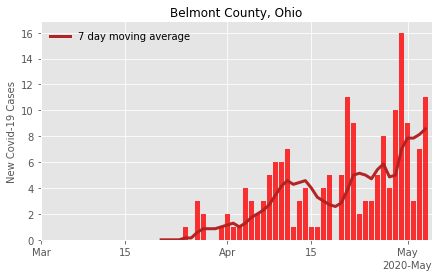 Belmont County, Ohio
7 day moving average
New Covid-19 Cases
16
14
12
10
8
6
4
2
0
Mar
15
Apr
15
May
2020-May